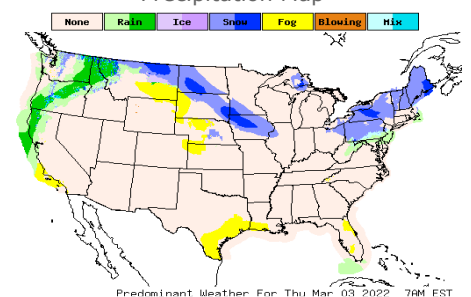 Precipitation Map
None Rain Ice Snow Fog Blowing Mix
Predominant Weather For Thu Mar 03 2022 7AM EST